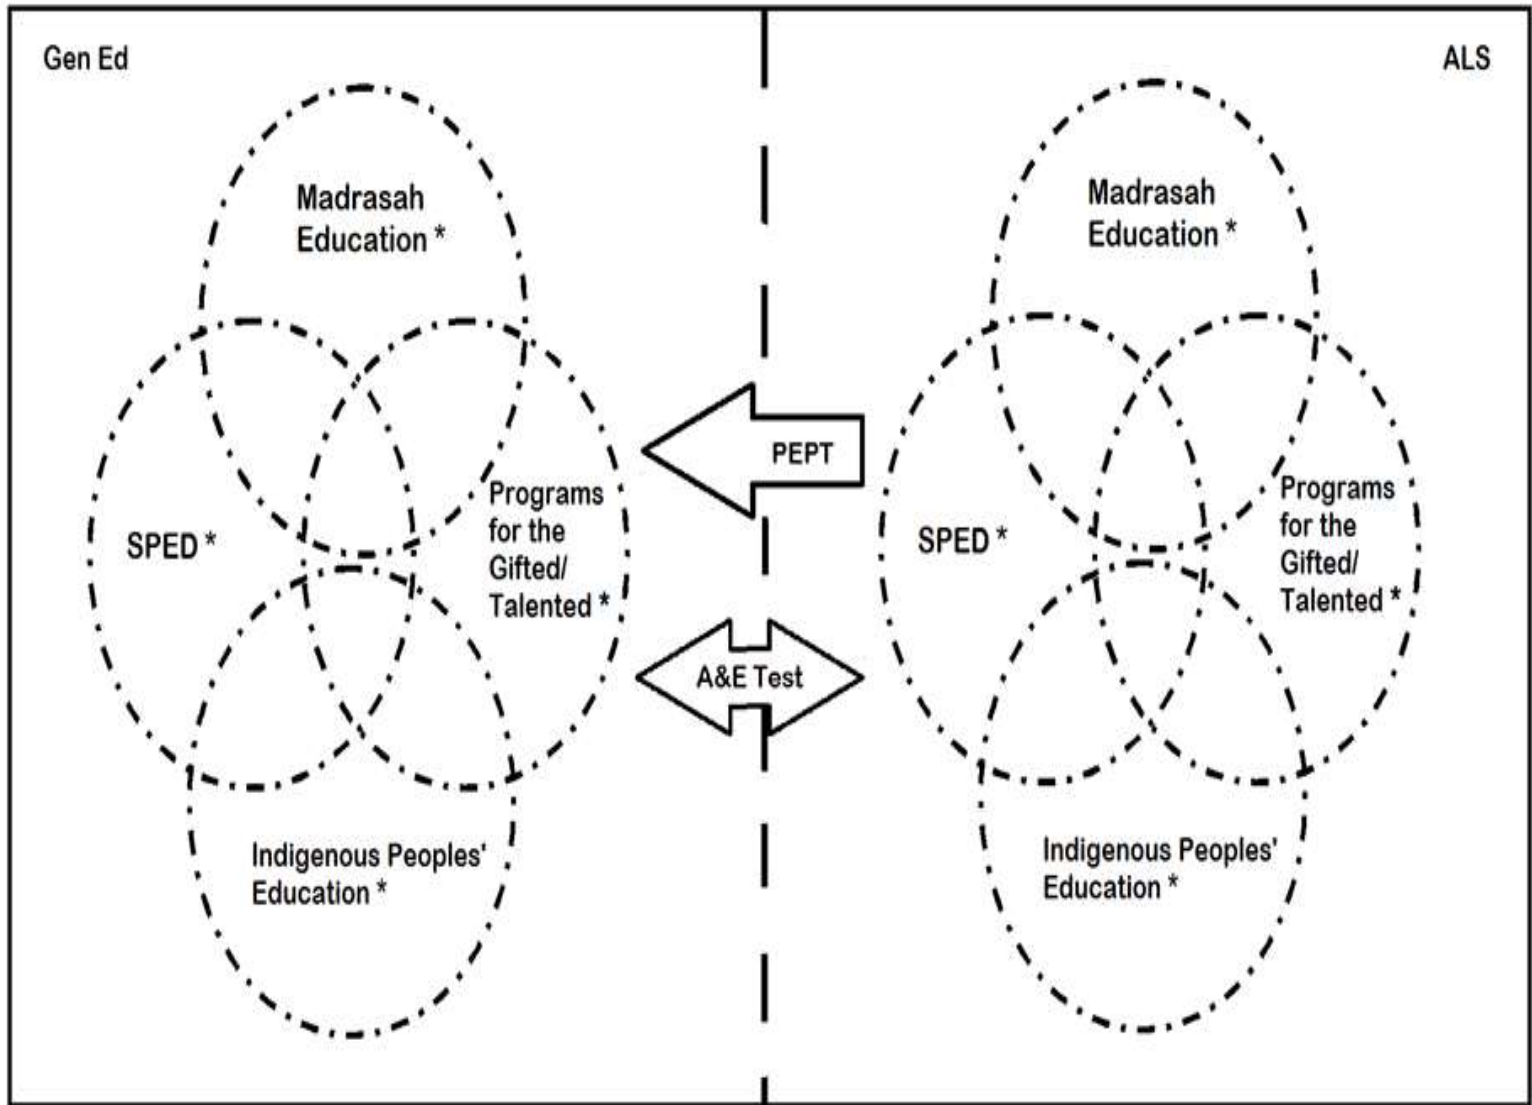 Gen Ed
ALS
Madrasah
Education *
SPED *
Programs
for the
Gifted/
Talented *
Indigenous Peoples'
Education *
PEPT
A&E Test
Madrasah
Education *
SPED *
Programs
for the
Gifted/
Talented *
Indigenous Peoples'
Education *